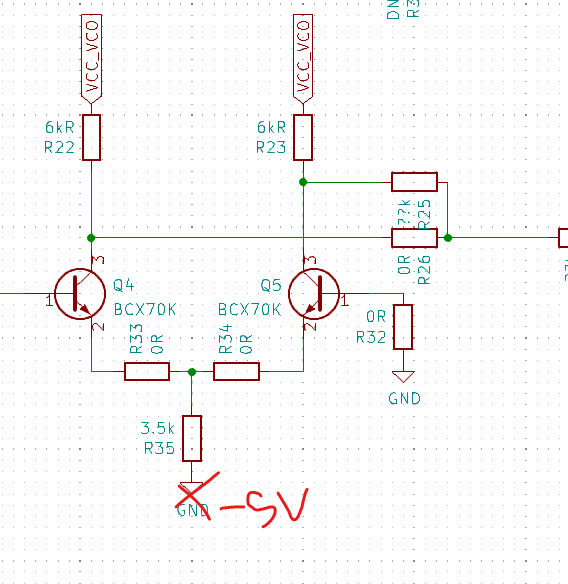 DN
R3
VCC_VCO
VCC_VCO
6kR
R22
6kR
R23
??k
R25
0R
R26
3
3
Q4
Q5
1
1
BCX70K
BCX70K
2
2
R33
0R
R34
0R
0R
R32
GND
3.5k
R35
GND
-5V